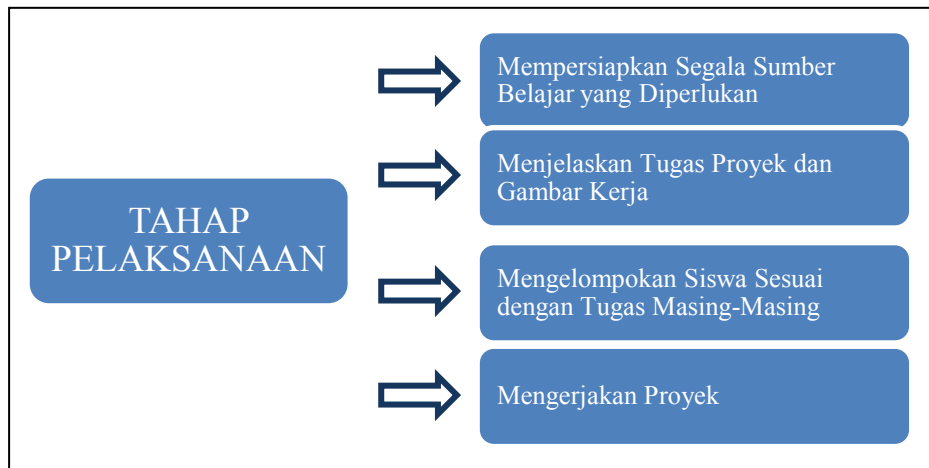 TAHAP
PELAKSANAAN
Mempersiapkan Segala Sumber
Belajar yang Diperlukan
Menjelaskan Tugas Proyek dan
Gambar Kerja
Mengelompokan Siswa Sesuai
dengan Tugas Masing-Masing
Mengerjakan Proyek